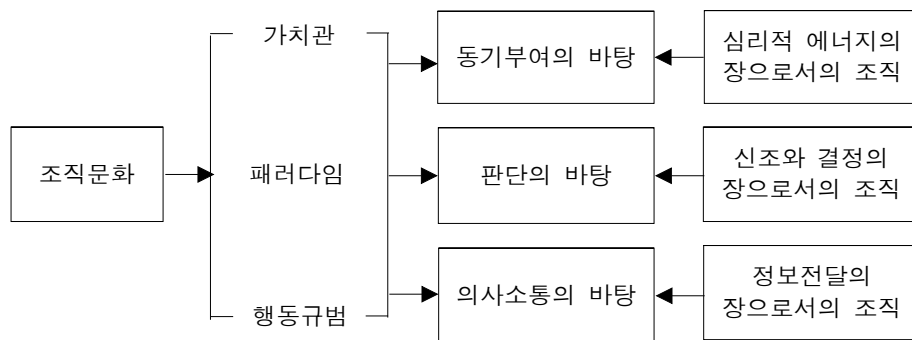 조직문화
가치관
패러다임
행동규범
동기부여의 바탕
판단의 바탕
의사소통의 바탕
심리적 에너지의
장으로서의 조직
신조와 결정의
장으로서의 조직
정보전달의
장으로서의 조직